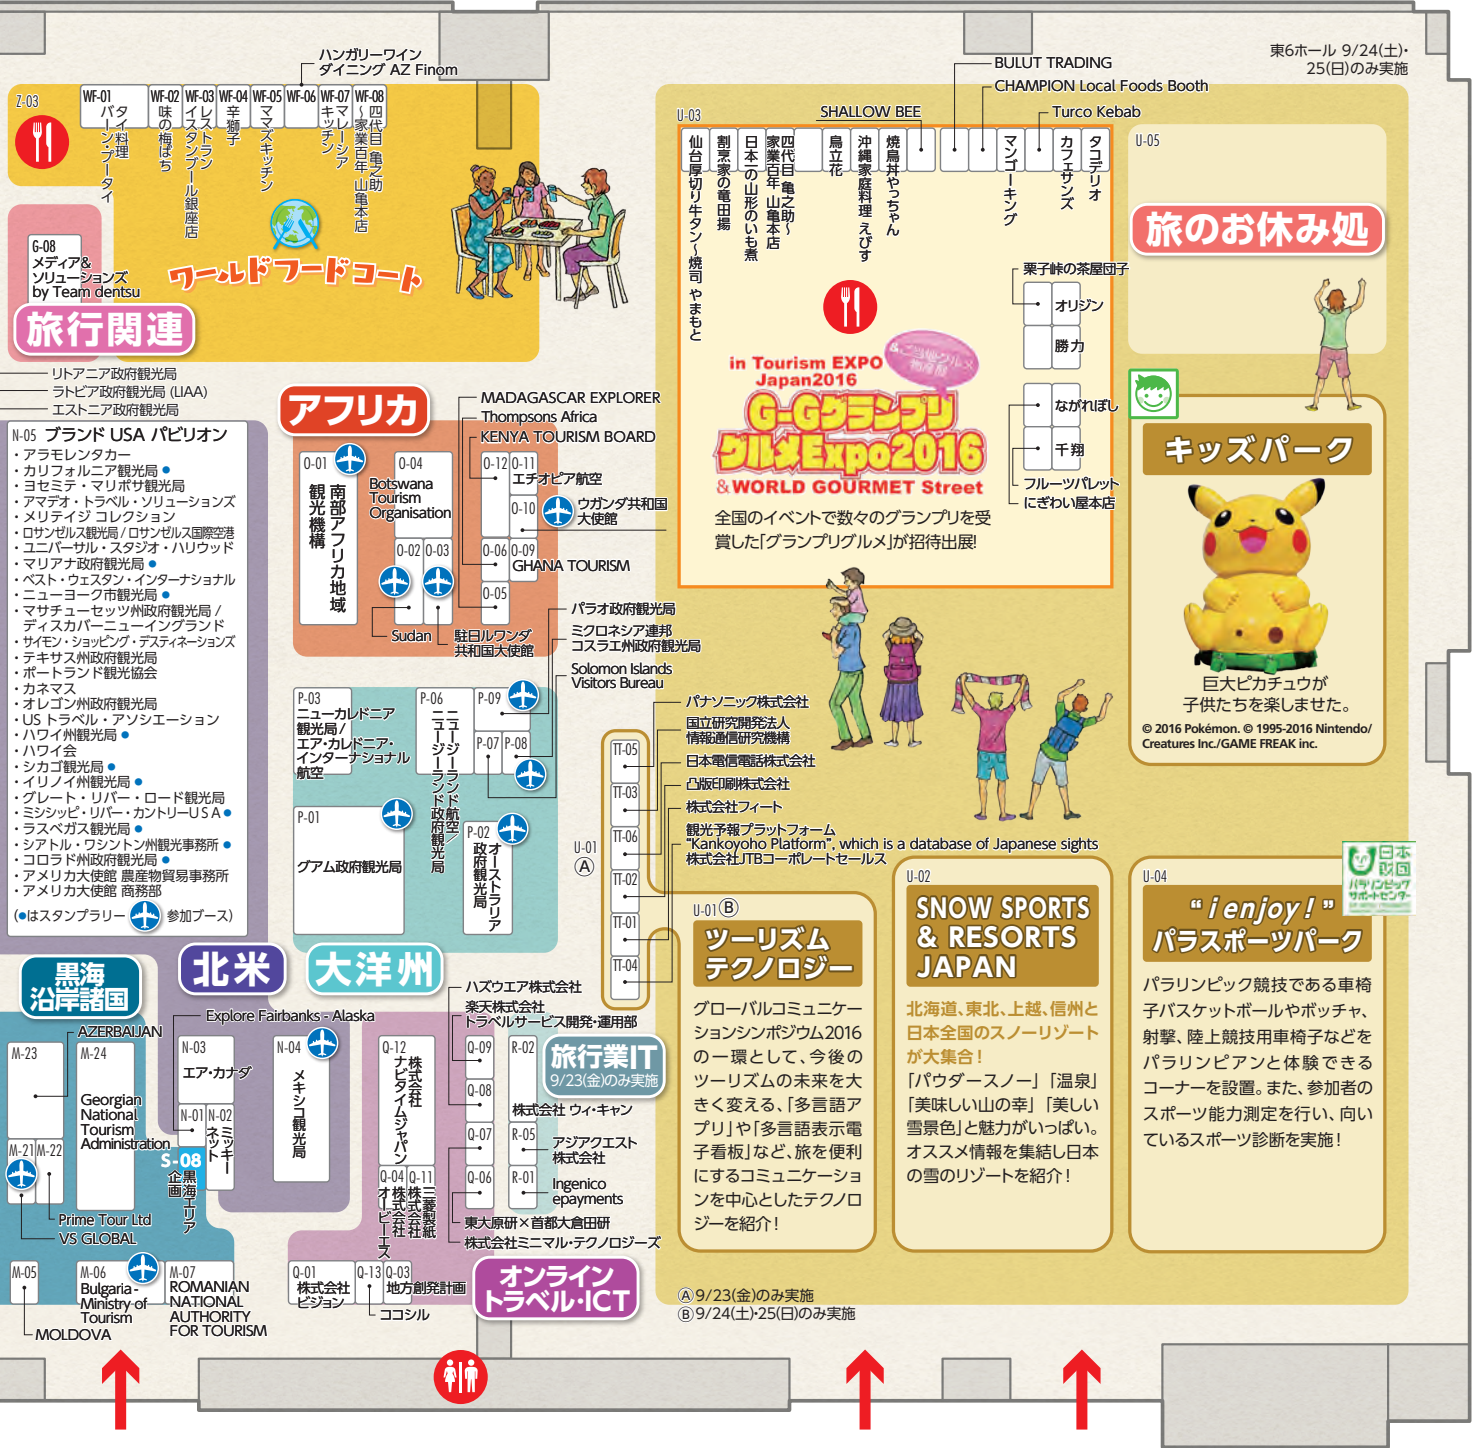 ハンガリーワイン
ダイニング AZ Finom
Z-03
WF-01
タイ料理
バーン・プータイ
WF-02
味の梅ばち
WF-03
レストラン
イスタンブール銀座店
WF-04
辛獅子
WF-05
ママズキッチン
WF-06
WF-07
マレーシア
キッチン
WF-08
四代目 亀之助
〜家業百年 山亀本店
ワールドフードコート
G-08
メディア&
ソリューションズ
by Team dentsu
旅行関連
リトアニア政府観光局
ラトビア政府観光局 (LIAA)
エストニア政府観光局
東6ホール 9/24(土)・
25(日)のみ実施
BULUT TRADING
CHAMPION Local Foods Booth
SHALLOW BEE
Turco Kebab
U-03
仙台厚切り牛タン〜焼司 やまもと
割烹家の竜田揚
日本一の山形のいも煮
四代目 亀之助〜
家業百年 山亀本店
鳥立花
沖縄家庭料理 えびす
焼鳥丼やっちゃん
マンゴーキング
カフェサンズ
タコデリオ
栗子峠の茶屋団子
オリジン
勝力
ながれぼし
千翔
フルーツパレット
にぎわい屋本店
in Tourism EXPO
Japan2016
&ご当地グルメ
物産展
G-Gグランプリ
グルメExpo2016
& WORLD GOURMET Street
全国のイベントで数々のグランプリを受
賞した「グランプリグルメ」が招待出展!
U-05
旅のお休み処
キッズパーク
巨大ピカチュウが
子供たちを楽しませた。
© 2016 Pokémon. © 1995-2016 Nintendo/
Creatures Inc./GAME FREAK inc.
N-05 ブランド USA パビリオン
・アラモレンタカー
・カリフォルニア観光局 ●
・ヨセミテ・マリポサ観光局
・アマデオ・トラベル・ソリューションズ
・メリテイジ コレクション
・ロサンゼルス観光局 / ロサンゼルス国際空港
・ユニバーサル・スタジオ・ハリウッド
・マリアナ政府観光局 ●
・ベスト・ウェスタン・インターナショナル
・ニューヨーク市観光局 ●
・マサチューセッツ州政府観光局 /
ディスカバーニューイングランド
・サイモン・ショッピング・デスティネーションズ
・テキサス州政府観光局
・ポートランド観光協会
・カネマス
・オレゴン州政府観光局
・US トラベル・アソシエーション
・ハワイ州観光局 ●
・ハワイ会
・シカゴ観光局 ●
・イリノイ州観光局 ●
・グレート・リバー・ロード観光局
・ミシシッピ・リバー・カントリーUSA ●
・ラスベガス観光局 ●
・シアトル・ワシントン州観光事務所 ●
・コロラド州政府観光局 ●
・アメリカ大使館 農産物貿易事務所
・アメリカ大使館 商務部
(●はスタンプラリー 参加ブース)
アフリカ
MADAGASCAR EXPLORER
Thompsons Africa
KENYA TOURISM BOARD
O-01
南部アフリカ地域
観光機構
O-04
Botswana
Tourism
Organisation
O-12
O-11
エチオピア航空
O-10
ウガンダ共和国
大使館
O-02
O-03
O-06
O-09
GHANA TOURISM
O-05
Sudan
駐日ルワンダ
共和国大使館
パラオ政府観光局
ミクロネシア連邦
コスラエ州政府観光局
Solomon Islands
Visitors Bureau
P-03
ニューカレドニア
観光局 /
エア・カレドニア・
インターナショナル
航空
P-06
ニュージーランド航空／
ニュージーランド政府観光局
P-09
P-07
P-08
P-01
グアム政府観光局
P-02
オーストラリア
政府観光局
大洋州
北米
黒海
沿岸諸国
パナソニック株式会社
国立研究開発法人
情報通信研究機構
日本電信電話株式会社
凸版印刷株式会社
株式会社フィート
観光予報プラットフォーム
"Kankoyoho Platform", which is a database of Japanese sights
株式会社JTBコーポレートセールス
U-01
Ⓐ
TT-05
TT-03
TT-06
TT-02
TT-01
TT-04
U-01 Ⓑ
ツーリズム
テクノロジー
グローバルコミュニケー
ションシンポジウム2016
の一環として、今後の
ツーリズムの未来を大
きく変える、「多言語ア
プリ」や「多言語表示電
子看板」など、旅を便利
にするコミュニケーショ
ンを中心としたテクノロ
ジーを紹介！
U-02
SNOW SPORTS
& RESORTS
JAPAN
北海道、東北、上越、信州と
日本全国のスノーリゾート
が大集合！
「パウダースノー」「温泉」
「美味しい山の幸」「美しい
雪景色」と魅力がいっぱい。
オススメ情報を集結し日本
の雪のリゾートを紹介！
U-04
日本
財団
パラリンピック
サポートセンター
“ i enjoy ! ”
パラスポーツパーク
パラリンピック競技である車椅
子バスケットボールやボッチャ、
射撃、陸上競技用車椅子などを
パラリンピアンと体験できる
コーナーを設置。また、参加者の
スポーツ能力測定を行い、向い
ているスポーツ診断を実施！
Explore Fairbanks - Alaska
AZERBAIJAN
M-23
M-24
Georgian
National
Tourism
Administration
M-21
M-22
Prime Tour Ltd
VS GLOBAL
N-03
エア・カナダ
N-01
N-02
ミッキー
ネット
S-08
黒海エリア
企画
N-04
メキシコ観光局
M-05
MOLDOVA
M-06
Bulgaria -
Ministry of
Tourism
M-07
ROMANIAN
NATIONAL
AUTHORITY
FOR TOURISM
ハズウエア株式会社
楽天株式会社
トラベルサービス開発・運用部
Q-12
株式会社
ナビタイムジャパン
Q-09
Q-08
Q-07
Q-06
Q-04
株式会社
オービーエス
Q-11
三菱製紙
株式会社
R-02
旅行業IT
9/23(金)のみ実施
株式会社 ウィ・キャン
R-05
アジアクエスト
株式会社
R-01
Ingenico
epayments
東大原研×首都大倉田研
株式会社ミニマル・テクノロジーズ
Q-01
株式会社
ビジョン
Q-13
Q-03
地方創発計画
ココシル
オンライン
トラベル・ICT
Ⓐ 9/23(金)のみ実施
Ⓑ 9/24(土)・25(日)のみ実施